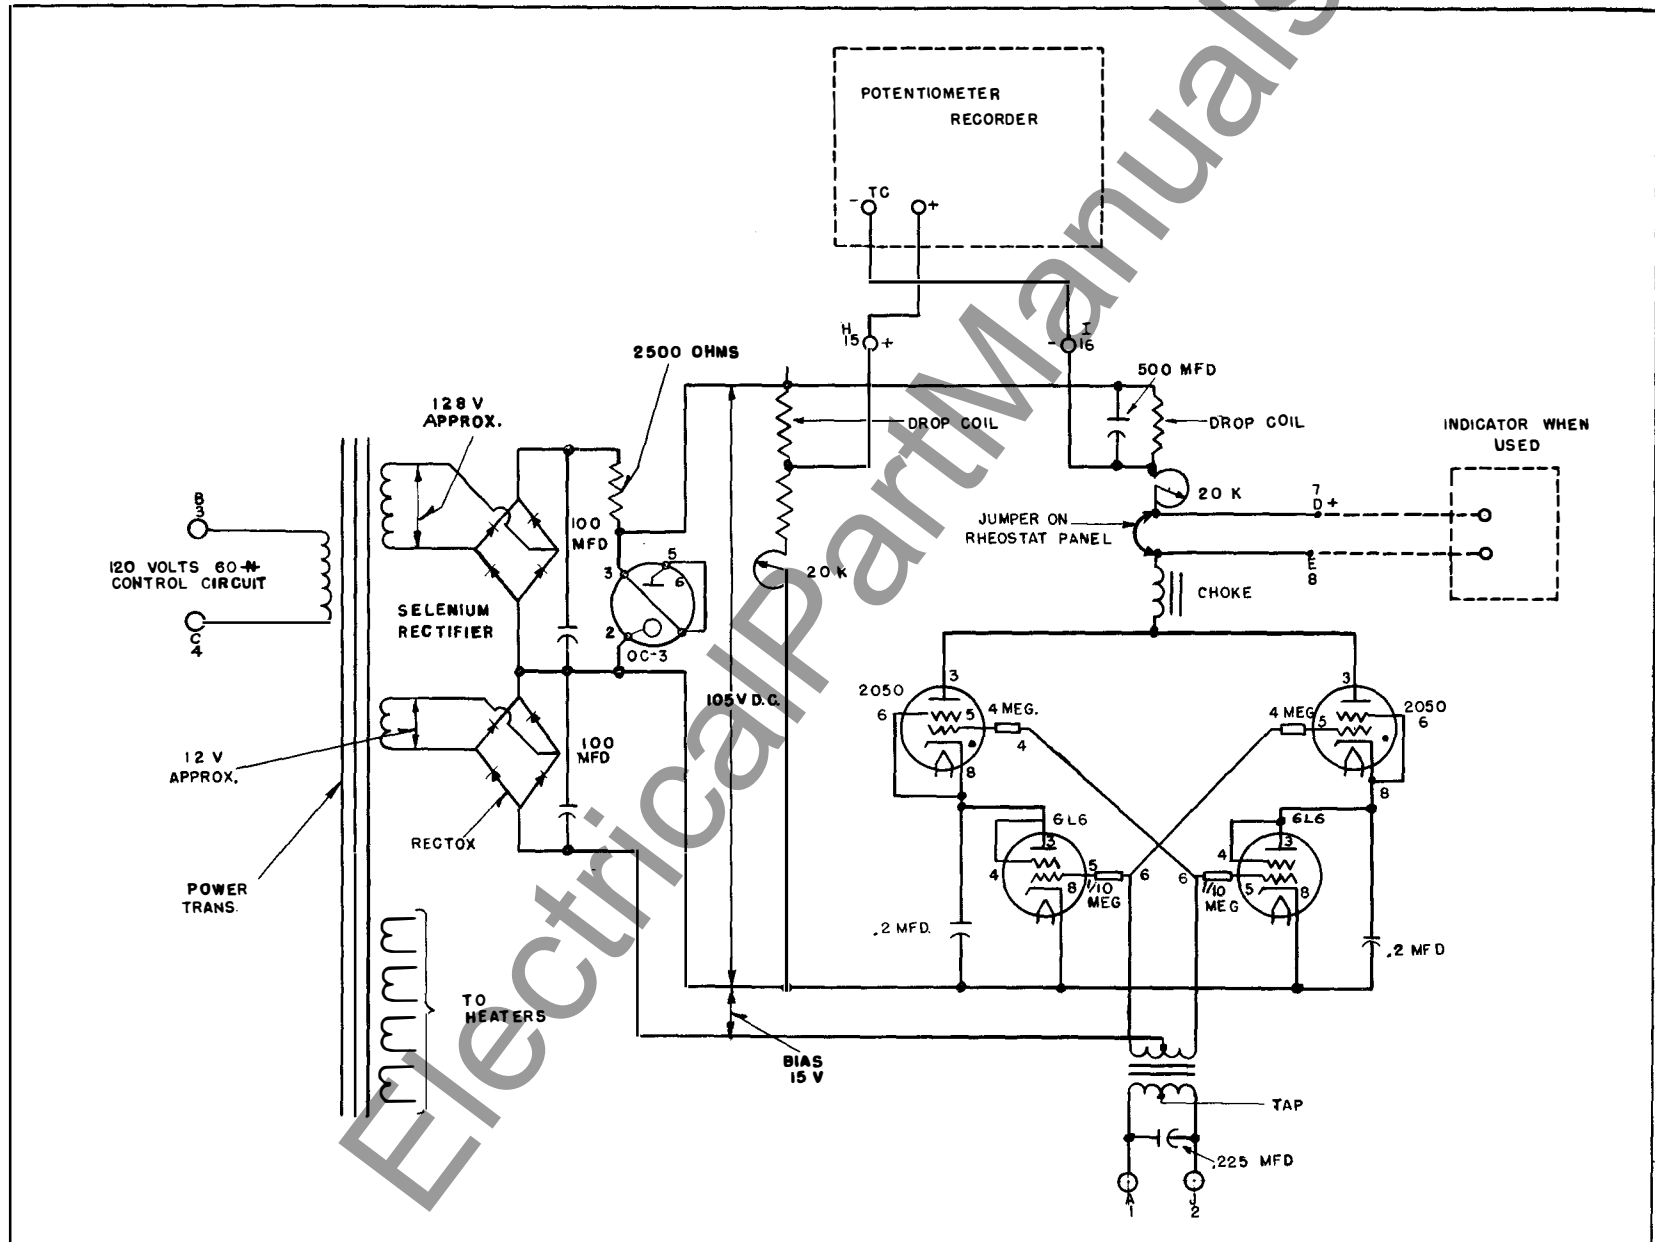 POTENTIOMETER
RECORDER
- TC +
H
15 +
I
- 16
2500 OHMS
500 MFD
128 V
APPROX.
DROP COIL
DROP COIL
INDICATOR WHEN
USED
B
3
20 K
7
D +
JUMPER ON
RHEOSTAT PANEL
100
MFD
120 VOLTS 60
CONTROL CIRCUIT
3
5
6
20 K
E
8
CHOKE
SELENIUM
RECTIFIER
C
4
2
OC-3
105 V D.C.
2050
3
6
5
4 MEG.
4
8
3
2050
6
4 MEG
5
8
100
MFD
12 V
APPROX.
RECTOX
6L6
3
4
5
8
1/10
MEG
6
6L6
3
4
5
8
6
1/10
MEG
POWER
TRANS.
.2 MFD.
.2 MFD
TO
HEATERS
BIAS
15 V
TAP
.225 MFD
A
1
J
2
ElectricalPartManuals